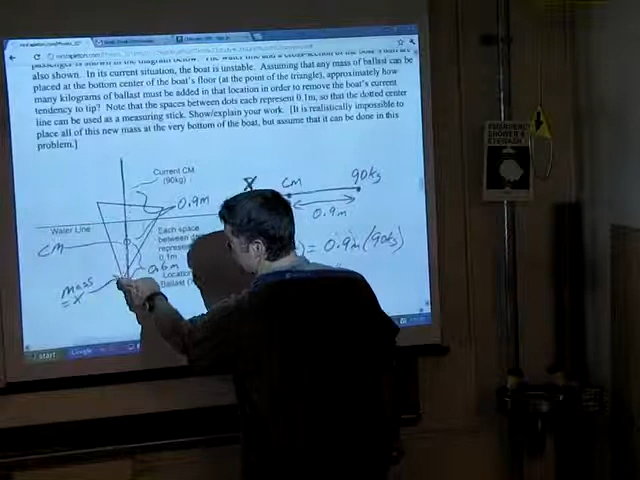 also shown. In its current situation, the boat is unstable. Assuming that any mass of ballast can be
placed at the bottom center of the boat's floor (at the point of the triangle), approximately how
many kilograms of ballast must be added in that location in order to remove the boat's current
tendency to tip? Note that the spaces between dots each represent 0.1m, so that the dotted center
line can be used as a measuring stick. Show/explain your work. [It is realistically impossible to
place all of this new mass at the very bottom of the boat, but assume that it can be done in this
problem.]
Current CM
(90kg)
X
CM
90kg
0.9m
0.9m
Water Line
Each space
between
0.1m
CM
) = 0.9m (90kg)
0.6m
Location
Ballast
mass
= X
start
Google
EMERGENCY
SHOWER &
EYEWASH